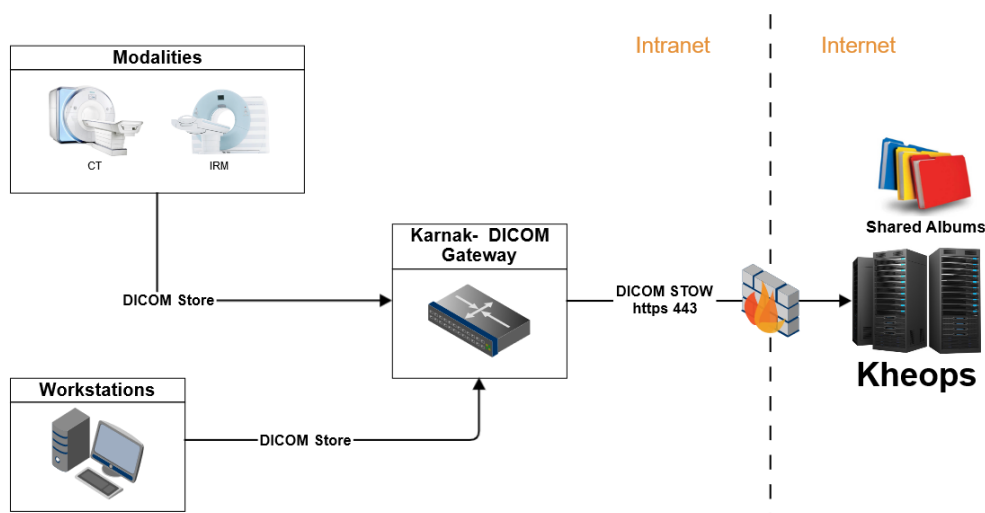 Intranet
Internet
Modalities
CT
IRM
Shared Albums
Karnak- DICOM
Gateway
DICOM Store
DICOM STOW
https 443
Kheops
Workstations
DICOM Store